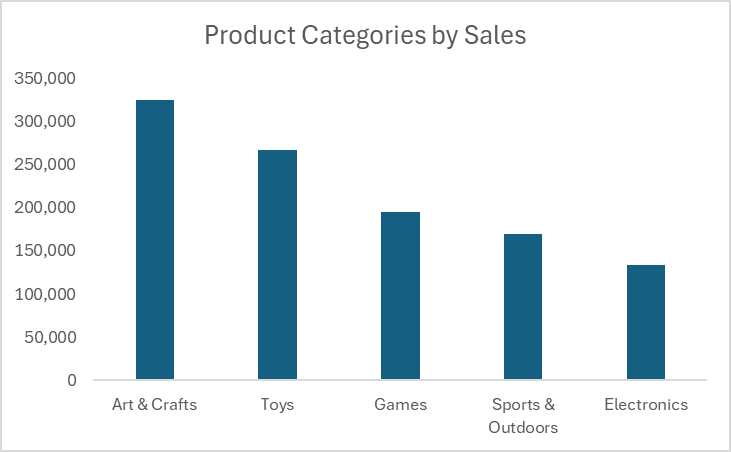 Product Categories by Sales
350,000
300,000
250,000
200,000
150,000
100,000
50,000
0
Art & Crafts
Toys
Games
Sports &
Outdoors
Electronics